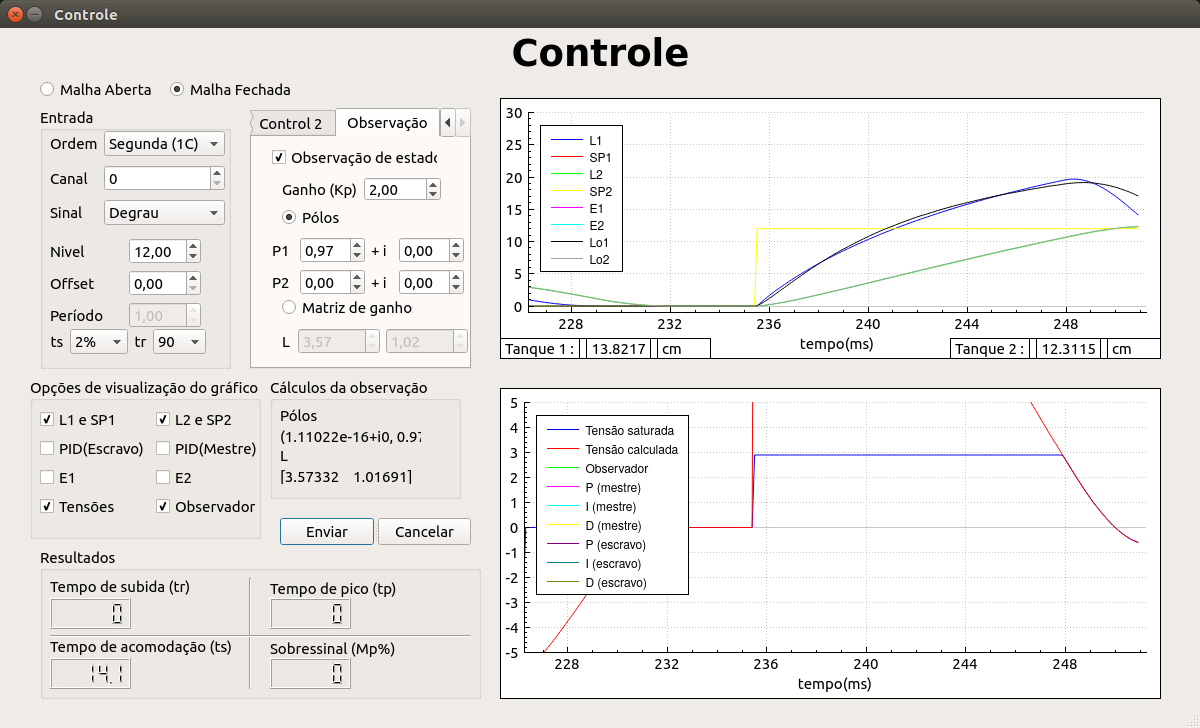 Controle
Controle
Malha Aberta
Malha Fechada
Entrada
Ordem
Segunda (1C)
Canal
0
Sinal
Degrau
Nivel
12,00
Offset
0,00
Período
1,00
ts
2%
tr
90
Control 2
Observação
Observação de estado
Ganho (Kp)
2,00
Pólos
P1
0,97
+ i
0,00
P2
0,00
+ i
0,00
Matriz de ganho
L
3,57
1,02
Opções de visualização do gráfico
L1 e SP1
L2 e SP2
PID(Escravo)
PID(Mestre)
E1
E2
Tensões
Observador
Cálculos da observação
Pólos
(1.11022e-16+i0, 0.97
L
[3.57332 1.01691]
Enviar
Cancelar
Resultados
Tempo de subida (tr)
0
Tempo de pico (tp)
0
Tempo de acomodação (ts)
14.1
Sobressinal (Mp%)
0
30
25
20
15
10
5
0
L1
SP1
L2
SP2
E1
E2
Lo1
Lo2
228
232
236
240
244
248
tempo(ms)
Tanque 1 :
13.8217
cm
Tanque 2 :
12.3115
cm
5
4
3
2
1
0
-1
-2
-3
-4
-5
Tensão saturada
Tensão calculada
Observador
P (mestre)
I (mestre)
D (mestre)
P (escravo)
I (escravo)
D (escravo)
228
232
236
240
244
248
tempo(ms)